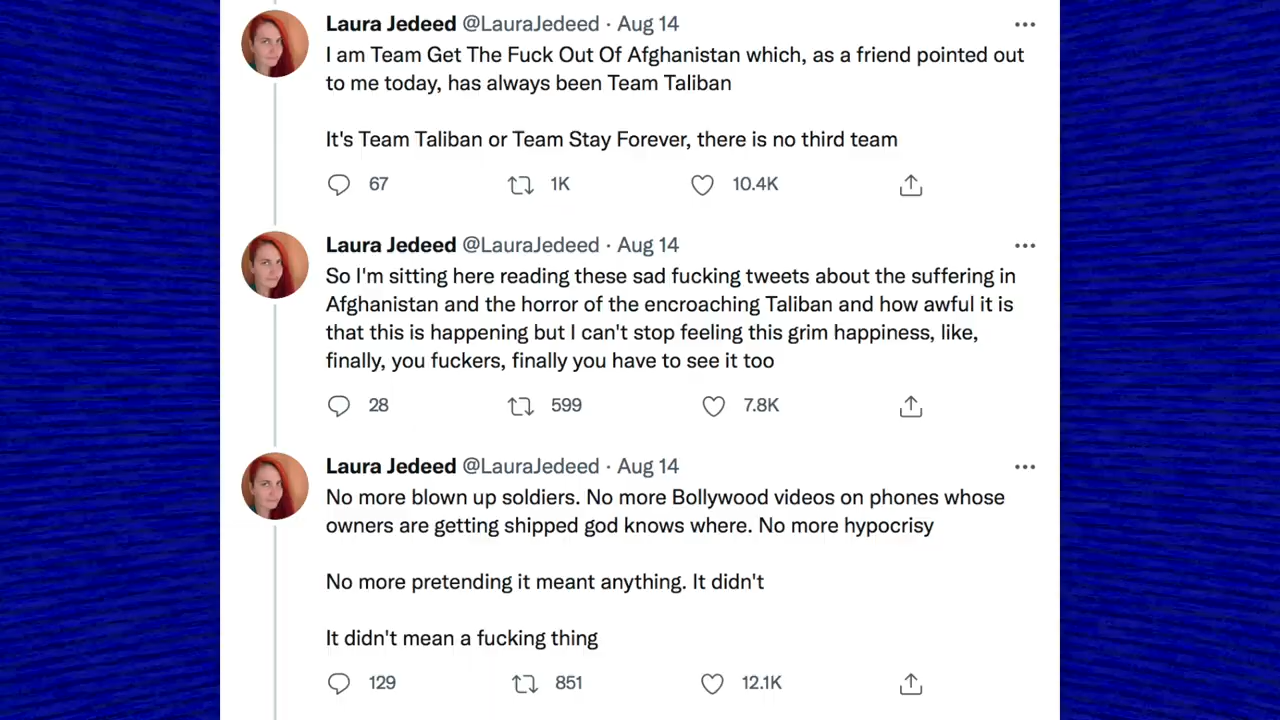 Laura Jedeed @LauraJedeed · Aug 14
I am Team Get The Fuck Out Of Afghanistan which, as a friend pointed out
to me today, has always been Team Taliban
It's Team Taliban or Team Stay Forever, there is no third team
67 1K 10.4K
Laura Jedeed @LauraJedeed · Aug 14
So I'm sitting here reading these sad fucking tweets about the suffering in
Afghanistan and the horror of the encroaching Taliban and how awful it is
that this is happening but I can't stop feeling this grim happiness, like,
finally, you fuckers, finally you have to see it too
28 599 7.8K
Laura Jedeed @LauraJedeed · Aug 14
No more blown up soldiers. No more Bollywood videos on phones whose
owners are getting shipped god knows where. No more hypocrisy
No more pretending it meant anything. It didn't
It didn't mean a fucking thing
129 851 12.1K